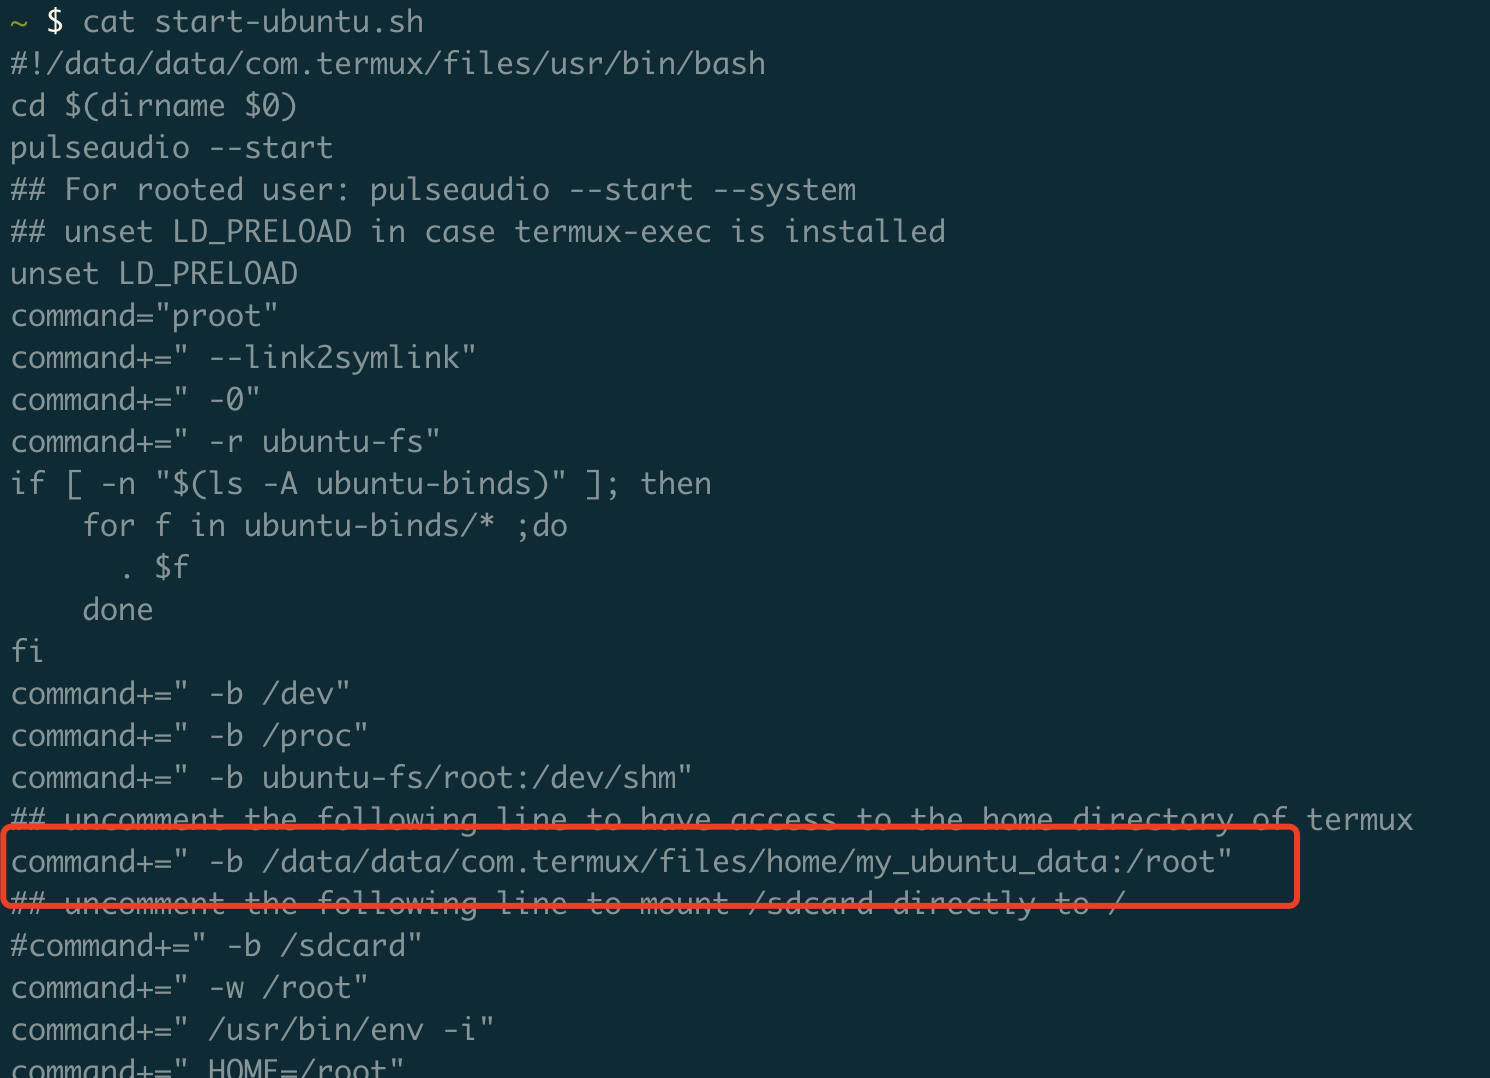 ~ $ cat start-ubuntu.sh
#!/data/data/com.termux/files/usr/bin/bash
cd $(dirname $0)
pulseaudio --start
## For rooted user: pulseaudio --start --system
## unset LD_PRELOAD in case termux-exec is installed
unset LD_PRELOAD
command="proot"
command+=" --link2symlink"
command+=" -0"
command+=" -r ubuntu-fs"
if [ -n "$(ls -A ubuntu-binds)" ]; then
    for f in ubuntu-binds/* ;do
      . $f
    done
fi
command+=" -b /dev"
command+=" -b /proc"
command+=" -b ubuntu-fs/root:/dev/shm"
## uncomment the following line to have access to the home directory of termux
command+=" -b /data/data/com.termux/files/home/my_ubuntu_data:/root"
## uncomment the following line to mount /sdcard directly to /
#command+=" -b /sdcard"
command+=" -w /root"
command+=" /usr/bin/env -i"
command+=" HOME=/root"